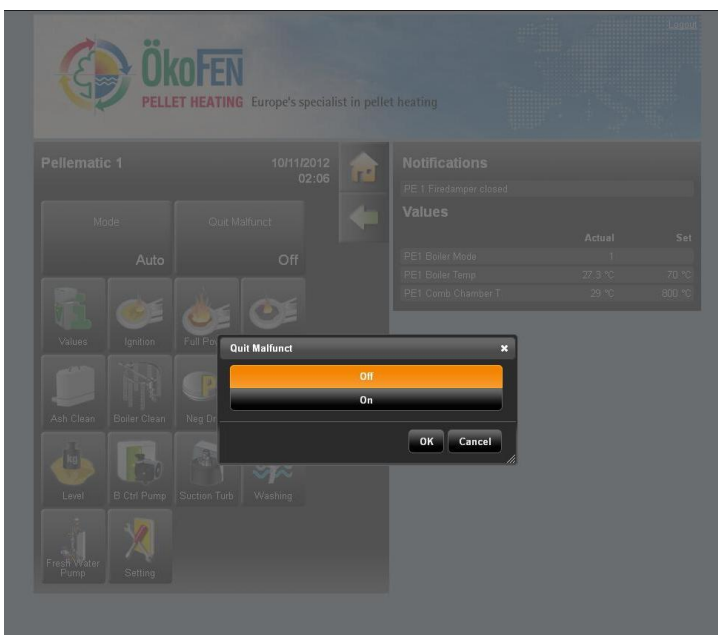 Logout
ÖkoFEN
PELLET HEATING Europe's specialist in pellet heating
Pellematic 1
10/11/2012
02:06
Mode
Auto
Quit Malfunct
Off
Values
Ignition
Full Po
Ash Clean
Boiler Clean
Neg Dr
Level
B Ctrl Pump
Suction Turb
Washing
Fresh Water
Pump
Setting
Notifications
PE 1 Firedamper closed
Values
Actual Set
PE1 Boiler Mode 1
PE1 Boiler Temp 27.3 °C 70 °C
PE1 Comb Chamber T 29 °C 800 °C
Quit Malfunct
Off
On
OK Cancel